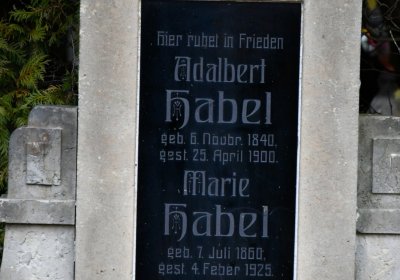 Hier ruhet in Frieden
Adalbert
Habel
geb. 6. Novbr. 1840.
gest. 25. April 1900.
Marie
Habel
geb. 7. Juli 1860.
gest. 4. Feber 1925.